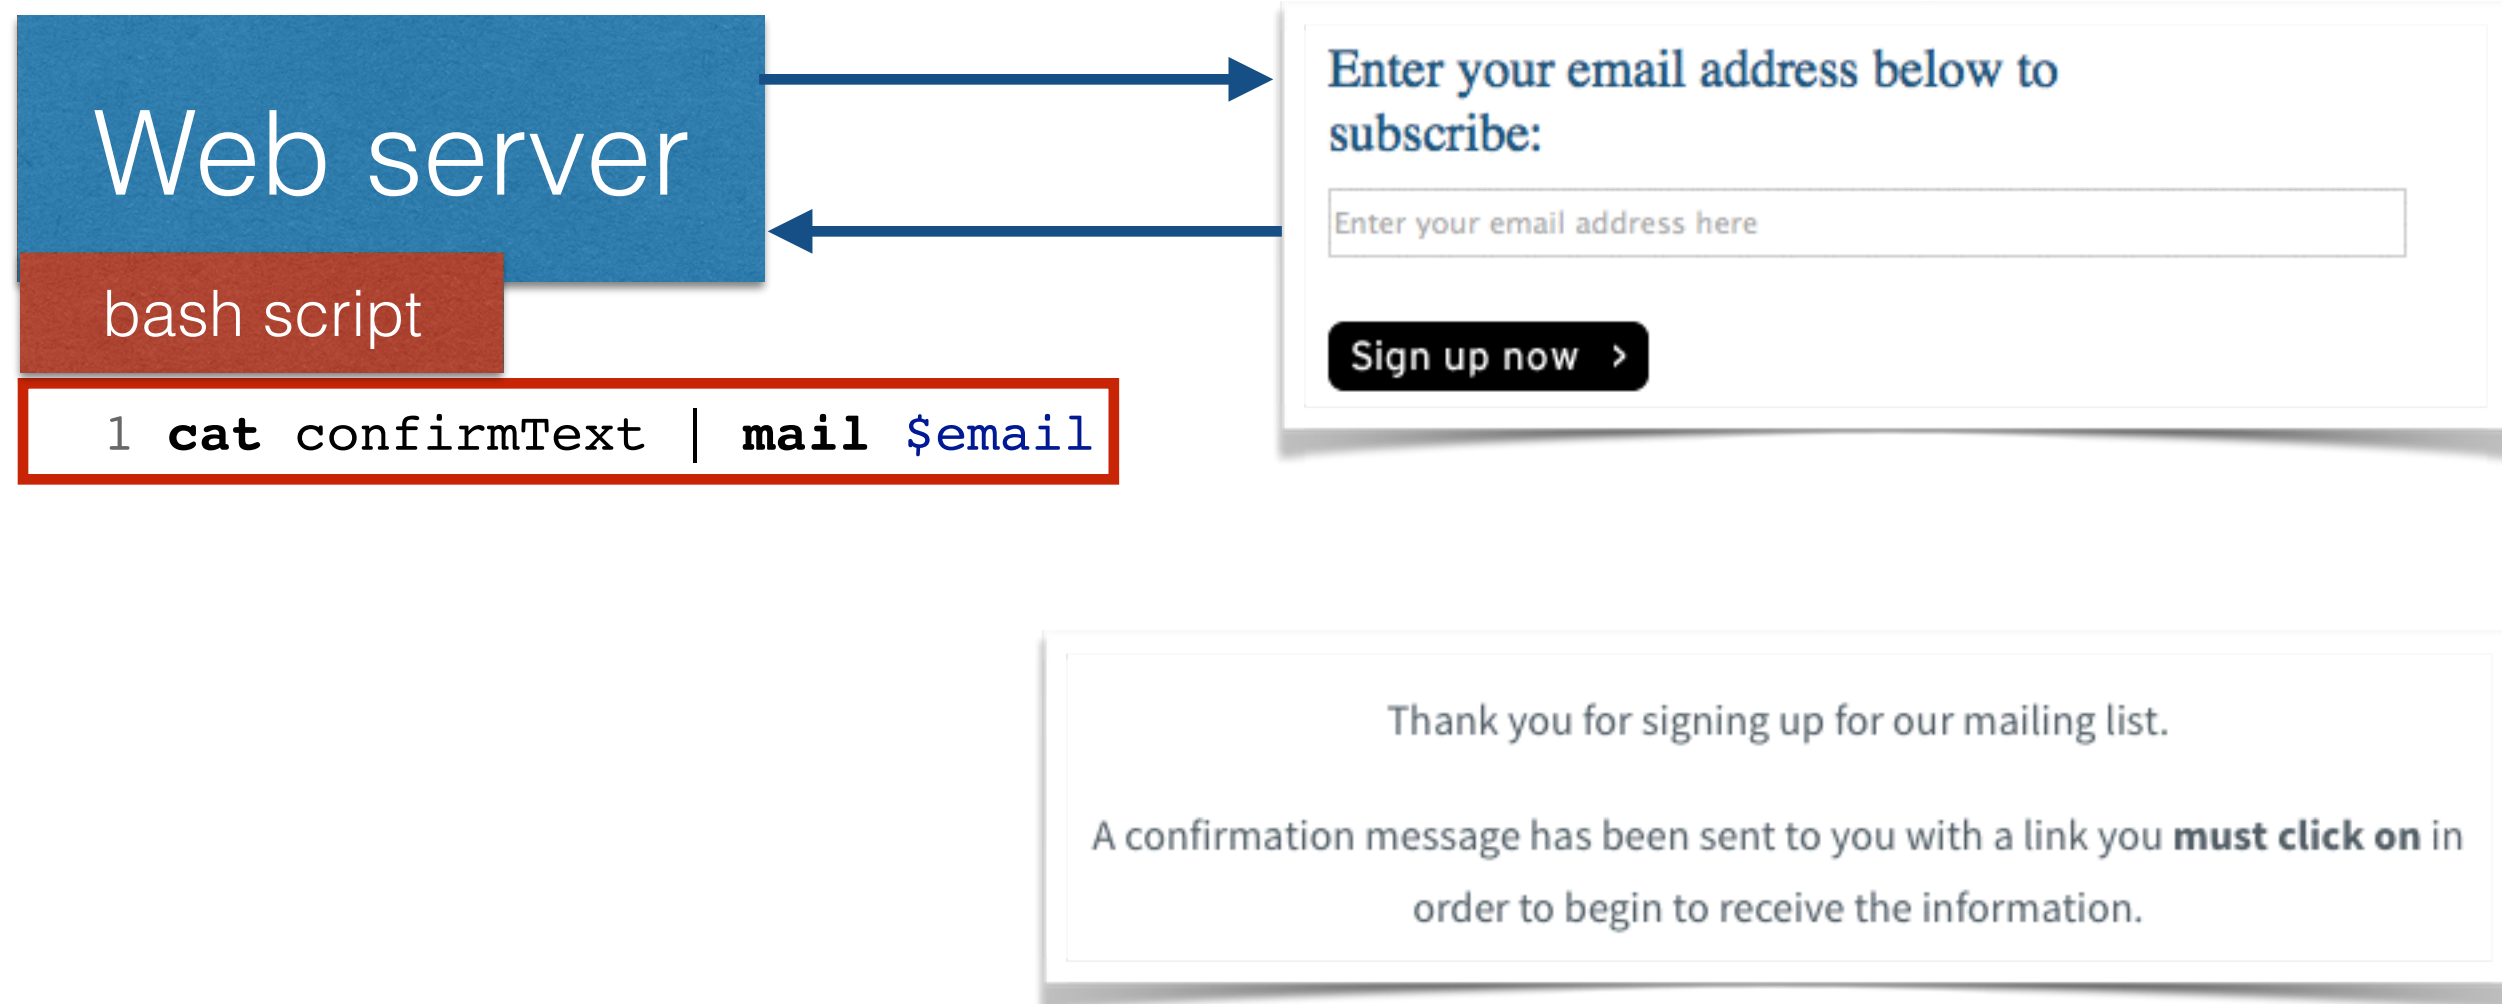 Web server
bash script
1 cat confirmText | mail $email
Enter your email address below to
subscribe:
Enter your email address here
Sign up now >
Thank you for signing up for our mailing list.
A confirmation message has been sent to you with a link you must click on in
order to begin to receive the information.